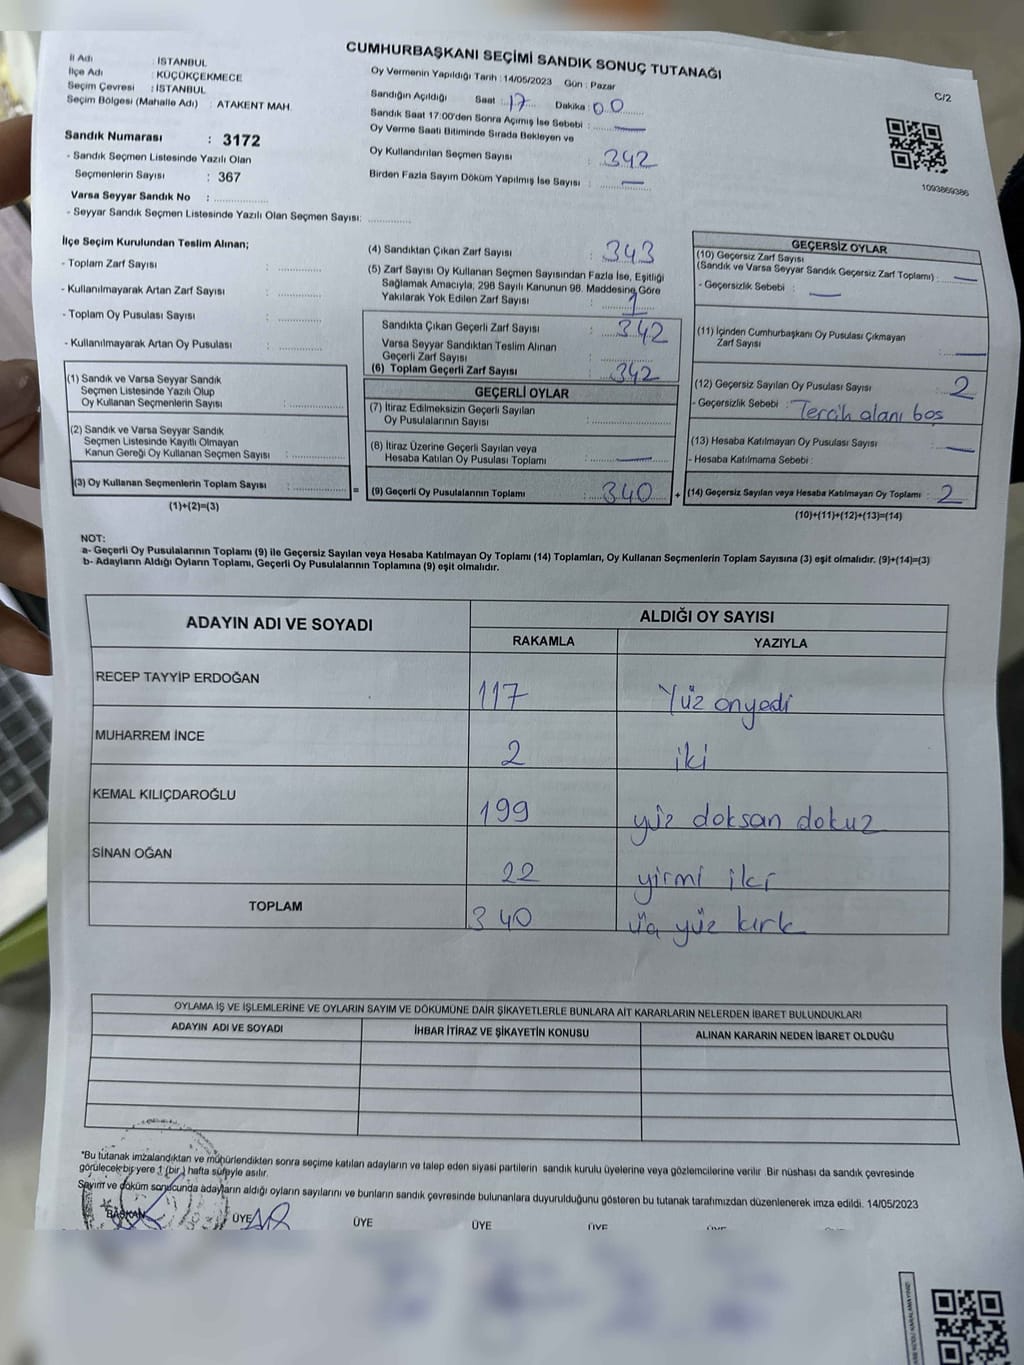 CUMHURBAŞKANI SEÇİMİ SANDIK SONUÇ TUTANAĞI
C/2
İl Adı : İSTANBUL
İlçe Adı : KÜÇÜKÇEKMECE
Seçim Çevresi : İSTANBUL
Seçim Bölgesi (Mahalle Adı) : ATAKENT MAH.
Sandık Numarası : 3172
- Sandık Seçmen Listesinde Yazılı Olan
Seçmenlerin Sayısı : 367
Varsa Seyyar Sandık No :
- Seyyar Sandık Seçmen Listesinde Yazılı Olan Seçmen Sayısı:
Oy Vermenin Yapıldığı Tarih : 14/05/2023 Gün : Pazar
Sandığın Açıldığı Saat : 17 Dakika : 00
Sandık Saat 17:00'den Sonra Açımış İse Sebebi : —
Oy Verme Saati Bitiminde Sırada Bekleyen ve
Oy Kullandırılan Seçmen Sayısı : 342
Birden Fazla Sayım Döküm Yapılmış İse Sayısı : —
1093869386
İlçe Seçim Kurulundan Teslim Alınan;
- Toplam Zarf Sayısı :
- Kullanılmayarak Artan Zarf Sayısı :
- Toplam Oy Pusulası Sayısı :
- Kullanılmayarak Artan Oy Pusulası :
(1) Sandık ve Varsa Seyyar Sandık
Seçmen Listesinde Yazılı Olup
Oy Kullanan Seçmenlerin Sayısı :
(2) Sandık ve Varsa Seyyar Sandık
Seçmen Listesinde Kayıtlı Olmayan
Kanun Gereği Oy Kullanan Seçmen Sayısı :
(3) Oy Kullanan Seçmenlerin Toplam Sayısı :
(1)+(2)=(3)
(4) Sandıktan Çıkan Zarf Sayısı : 343
(5) Zarf Sayısı Oy Kullanan Seçmen Sayısından Fazla İse, Eşitliği
Sağlamak Amacıyla, 298 Sayılı Kanunun 98. Maddesine Göre
Yakılarak Yok Edilen Zarf Sayısı : 1
Sandıkta Çıkan Geçerli Zarf Sayısı : 342
Varsa Seyyar Sandıktan Teslim Alınan
Geçerli Zarf Sayısı :
(6) Toplam Geçerli Zarf Sayısı : 342
GEÇERLİ OYLAR
(7) İtiraz Edilmeksizin Geçerli Sayılan
Oy Pusulalarının Sayısı :
(8) İtiraz Üzerine Geçerli Sayılan veya
Hesaba Katılan Oy Pusulası Toplamı : —
= (9) Geçerli Oy Pusulalarının Toplamı : 340 +
GEÇERSİZ OYLAR
(10) Geçersiz Zarf Sayısı
(Sandık ve Varsa Seyyar Sandık Geçersiz Zarf Toplamı) : —
- Geçersizlik Sebebi : —
(11) İçinden Cumhurbaşkanı Oy Pusulası Çıkmayan
Zarf Sayısı : —
(12) Geçersiz Sayılan Oy Pusulası Sayısı : 2
- Geçersizlik Sebebi : Tercih alanı boş
(13) Hesaba Katılmayan Oy Pusulası Sayısı : —
- Hesaba Katılmama Sebebi :
(14) Geçersiz Sayılan veya Hesaba Katılmayan Oy Toplamı : 2
(10)+(11)+(12)+(13)=(14)
NOT:
a- Geçerli Oy Pusulalarının Toplamı (9) ile Geçersiz Sayılan veya Hesaba Katılmayan Oy Toplamı (14) Toplamları, Oy Kullanan Seçmenlerin Toplam Sayısına (3) eşit olmalıdır. (9)+(14)=(3)
b- Adayların Aldığı Oyların Toplamı, Geçerli Oy Pusulalarının Toplamına (9) eşit olmalıdır.
ADAYIN ADI VE SOYADI
ALDIĞI OY SAYISI
RAKAMLA YAZIYLA
RECEP TAYYİP ERDOĞAN 117 Yüz onyedi
MUHARREM İNCE 2 iki
KEMAL KILIÇDAROĞLU 199 yüz doksan dokuz
SİNAN OĞAN 22 yirmi iki
TOPLAM 340 yüz kırk
OYLAMA İŞ VE İŞLEMLERİNE VE OYLARIN SAYIM VE DÖKÜMÜNE DAİR ŞİKAYETLERLE BUNLARA AİT KARARLARIN NELERDEN İBARET BULUNDUKLARI
ADAYIN ADI VE SOYADI İHBAR İTİRAZ VE ŞİKAYETİN KONUSU ALINAN KARARIN NEDEN İBARET OLDUĞU
*Bu tutanak imzalandıktan ve mühürlendikten sonra seçime katılan adayların ve talep eden siyasi partilerin sandık kurulu üyelerine veya gözlemcilerine verilir. Bir nüshası da sandık çevresinde
görülecek bir yere 1 (bir) hafta süreyle asılır.
Sayım ve döküm sonucunda adayların aldığı oyların sayılarını ve bunların sandık çevresinde bulunanlara duyurulduğunu gösteren bu tutanak tarafımızdan düzenlenerek imza edildi. 14/05/2023
BAŞKAN ÜYE ÜYE ÜYE ÜYE